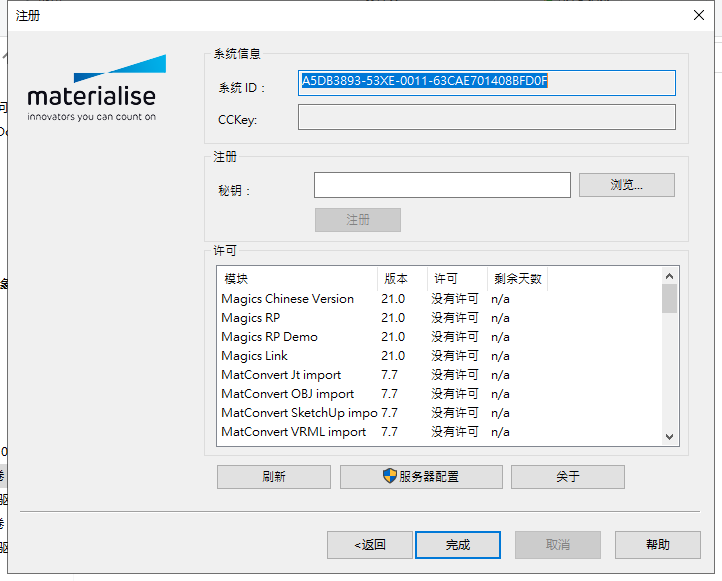 注册
materialise
innovators you can count on
系统信息
系统 ID：
A5DB3893-53XE-0011-63CAE701408BFD0F
CCKey:
注册
秘钥：
浏览...
注册
许可
模块 版本 许可 剩余天数
Magics Chinese Version 21.0 没有许可 n/a
Magics RP 21.0 没有许可 n/a
Magics RP Demo 21.0 没有许可 n/a
Magics Link 21.0 没有许可 n/a
MatConvert Jt import 7.7 没有许可 n/a
MatConvert OBJ import 7.7 没有许可 n/a
MatConvert SketchUp impo 7.7 没有许可 n/a
MatConvert VRML import 7.7 没有许可 n/a
刷新 服务器配置 关于
<返回 完成 取消 帮助